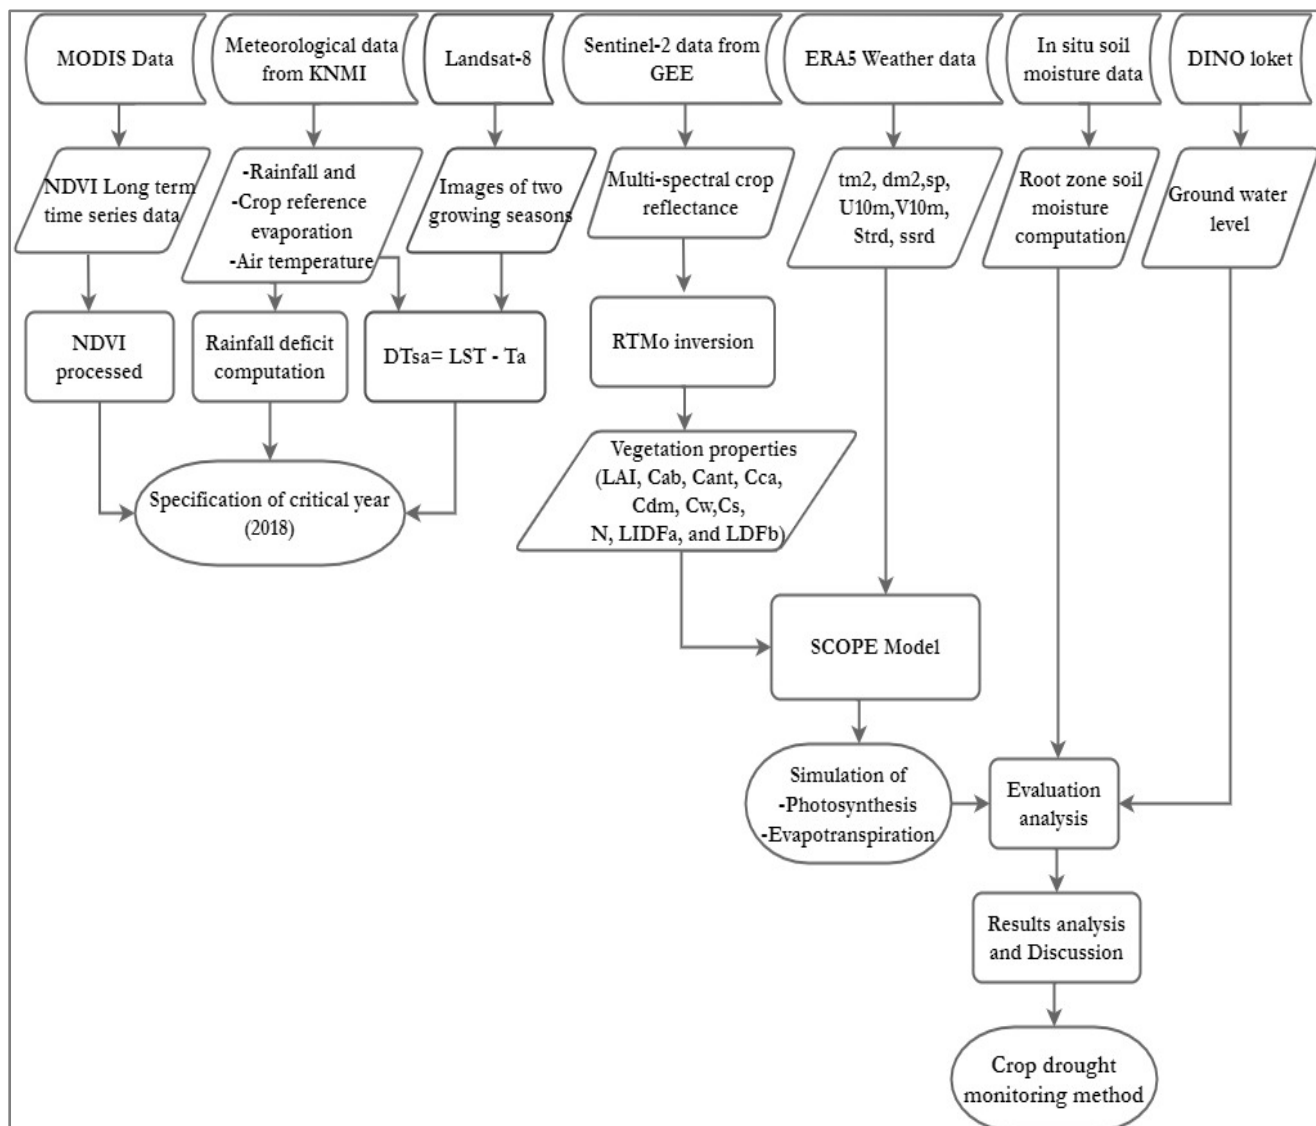 MODIS Data
Meteorological data
from KNMI
Landsat-8
Sentinel-2 data from
GEE
ERA5 Weather data
In situ soil
moisture data
DINO loket
NDVI Long term
time series data
-Rainfall and
-Crop reference
evaporation
-Air temperature
Images of two
growing seasons
Multi-spectral crop
reflectance
tm2, dm2,sp,
U10m,V10m,
Strd, ssrd
Root zone soil
moisture
computation
Ground water
level
NDVI
processed
Rainfall deficit
computation
DTsa= LST - Ta
RTMo inversion
Vegetation properties
(LAI, Cab, Cant, Cca,
Cdm, Cw,Cs,
N, LIDFa, and LDFb)
Specification of critical year
(2018)
SCOPE Model
Simulation of
-Photosynthesis
-Evapotranspiration
Evaluation
analysis
Results analysis
and Discussion
Crop drought
monitoring method